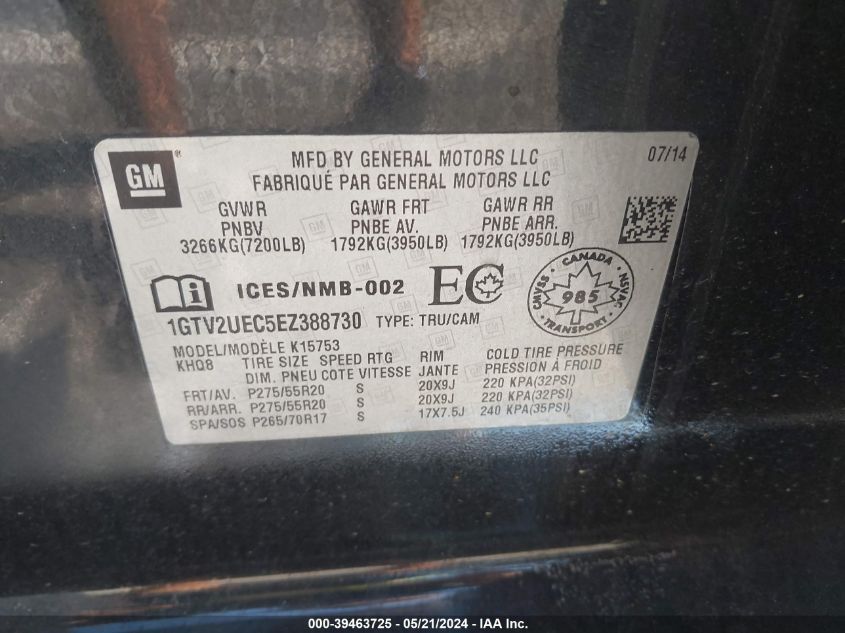 GM
MFD BY GENERAL MOTORS LLC 07/14
FABRIQUÉ PAR GENERAL MOTORS LLC
GVWR GAWR FRT GAWR RR
PNBV PNBE AV. PNBE ARR.
3266KG(7200LB) 1792KG(3950LB) 1792KG(3950LB)
ICES/NMB-002 EC
CANADA
CMVSS 985 NSVAC
TRANSPORT
1GTV2UEC5EZ388730 TYPE: TRU/CAM
MODEL/MODÈLE K15753
KHQ8 TIRE SIZE SPEED RTG RIM COLD TIRE PRESSURE
DIM. PNEU COTE VITESSE JANTE PRESSION À FROID
FRT/AV. P275/55R20 S 20X9J 220 KPA(32PSI)
RR/ARR. P275/55R20 S 20X9J 220 KPA(32PSI)
SPA/SOS P265/70R17 S 17X7.5J 240 KPA(35PSI)
000-39463725 - 05/21/2024 - IAA Inc.